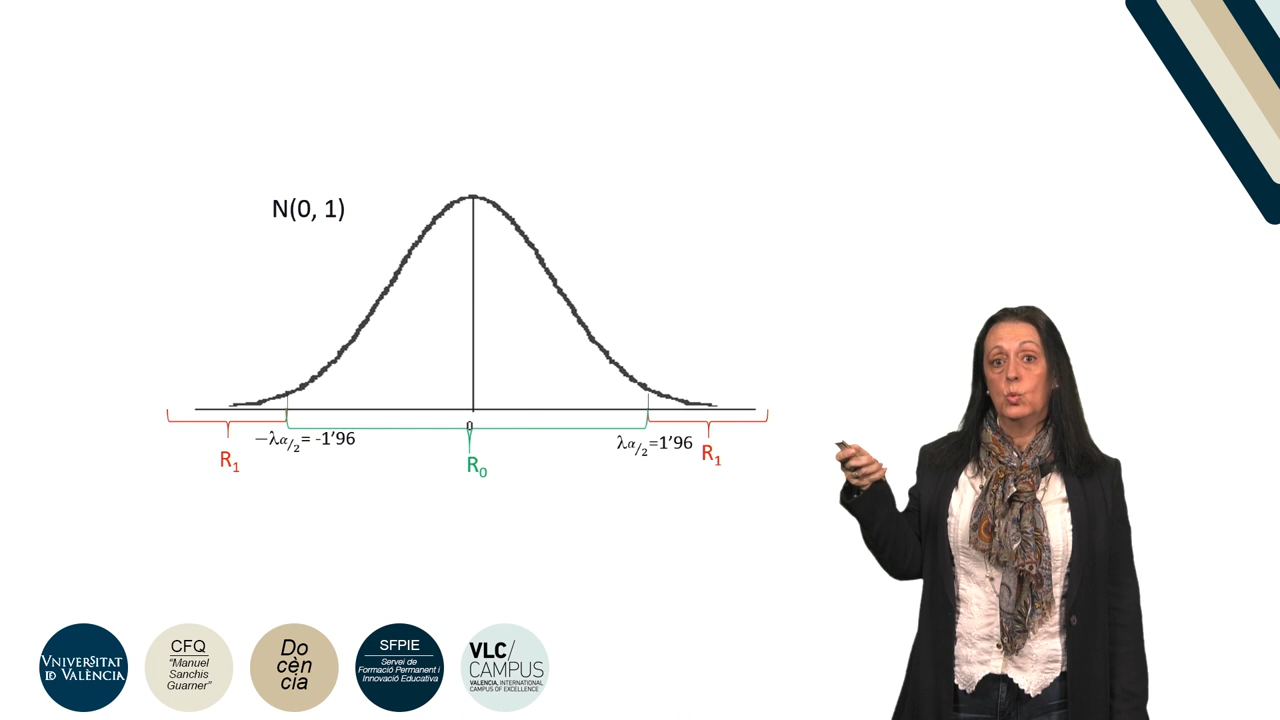 N(0, 1)
0
−λα/2= -1’96
λα/2=1’96
R1
R0
R1
VNIVERSITAT
ID VALÈNCIA
CFQ
“Manuel
Sanchis
Guarner”
Do
cèn
cia
SFPIE
Servei de
Formació Permanent i
Innovació Educativa
VLC/
CAMPUS
VALENCIA, INTERNATIONAL
CAMPUS OF EXCELLENCE